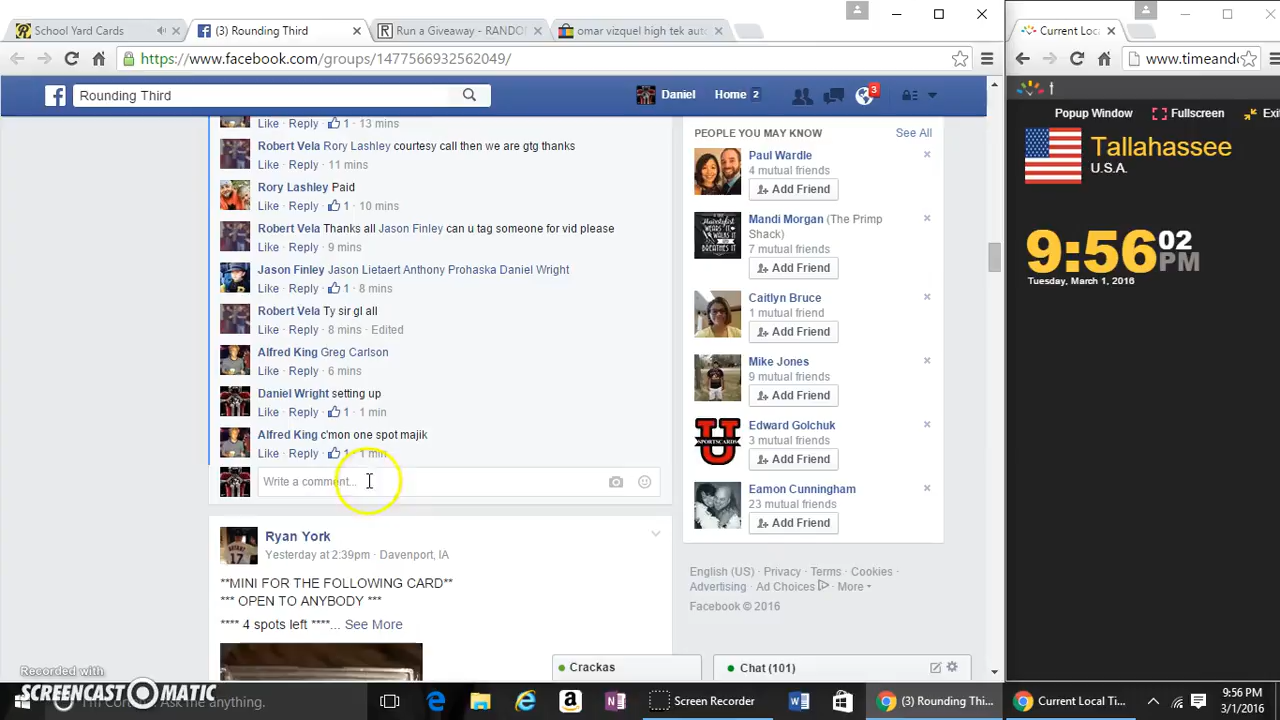 School Yard Cards
(3) Rounding Third
Run a Giveaway - RANDO
omar vizquel high tek auto
Current Loca
https://www.facebook.com/groups/1477566932562049/
www.timeand
Rounding Third
Daniel
Home 2
3
Popup Window
Fullscreen
Exi
Tallahassee
U.S.A.
9:56 02 PM
Tuesday, March 1, 2016
Like · Reply · 1 · 13 mins
Robert Vela Rory Lashley courtesy call then we are gtg thanks
Like · Reply · 11 mins
Rory Lashley Paid
Like · Reply · 1 · 10 mins
Robert Vela Thanks all Jason Finley can u tag someone for vid please
Like · Reply · 9 mins
Jason Finley Jason Lietaert Anthony Prohaska Daniel Wright
Like · Reply · 1 · 8 mins
Robert Vela Ty sir gl all
Like · Reply · 8 mins · Edited
Alfred King Greg Carlson
Like · Reply · 6 mins
Daniel Wright setting up
Like · Reply · 1 · 1 min
Alfred King c'mon one spot majik
Like · Reply · 1 · 1 min
Write a comment...
Ryan York
Yesterday at 2:39pm · Davenport, IA
**MINI FOR THE FOLLOWING CARD**
*** OPEN TO ANYBODY ***
**** 4 spots left ****... See More
PEOPLE YOU MAY KNOW
See All
Paul Wardle
4 mutual friends
Add Friend
Mandi Morgan (The Primp
Shack)
7 mutual friends
Add Friend
Caitlyn Bruce
1 mutual friend
Add Friend
Mike Jones
9 mutual friends
Add Friend
Edward Golchuk
3 mutual friends
Add Friend
Eamon Cunningham
23 mutual friends
Add Friend
English (US) · Privacy · Terms · Cookies ·
Advertising · Ad Choices · More
Facebook © 2016
Crackas
Chat (101)
Recorded with
SCREENCAST MATIC
I'm Cortana. Ask me anything.
Screen Recorder
(3) Rounding Thir...
Current Local Ti...
9:56 PM
3/1/2016